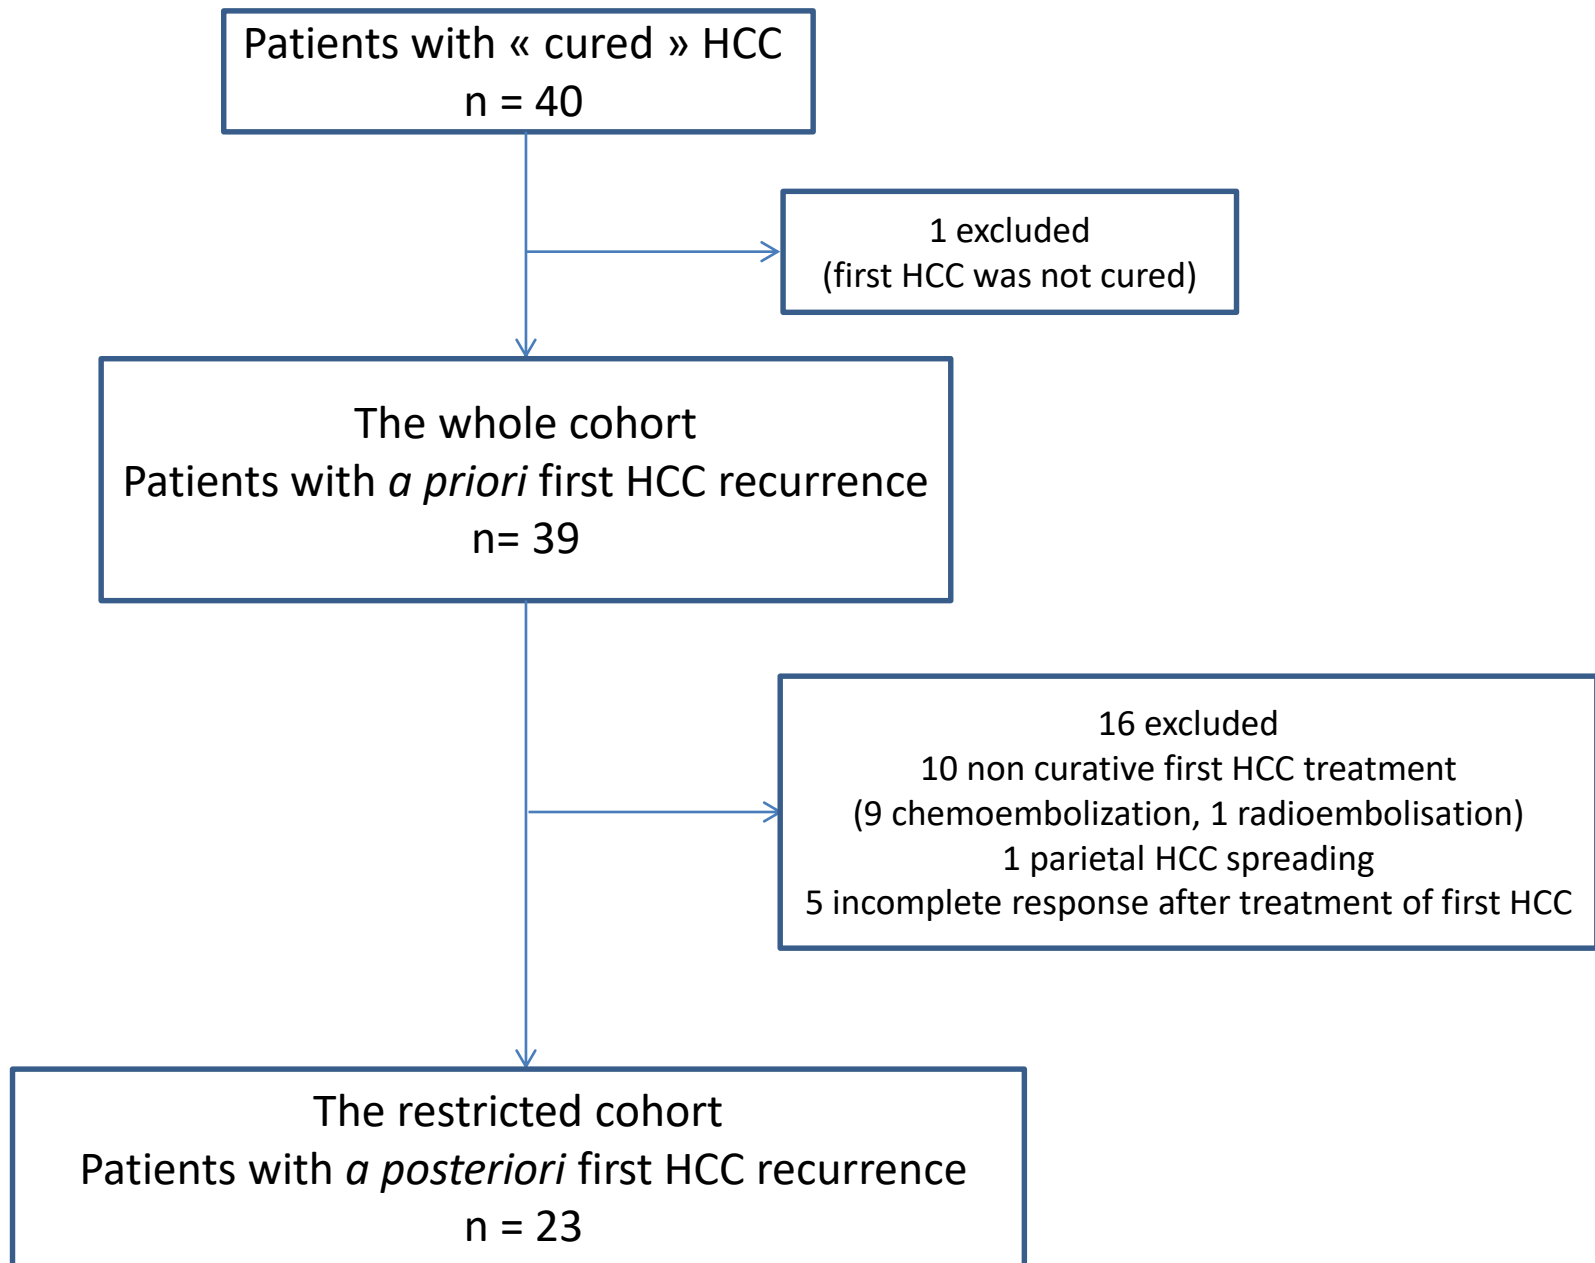 Patients with « cured » HCC
n = 40
1 excluded
(first HCC was not cured)
The whole cohort
Patients with a priori first HCC recurrence
n= 39
16 excluded
10 non curative first HCC treatment
(9 chemoembolization, 1 radioembolisation)
1 parietal HCC spreading
5 incomplete response after treatment of first HCC
The restricted cohort
Patients with a posteriori first HCC recurrence
n = 23